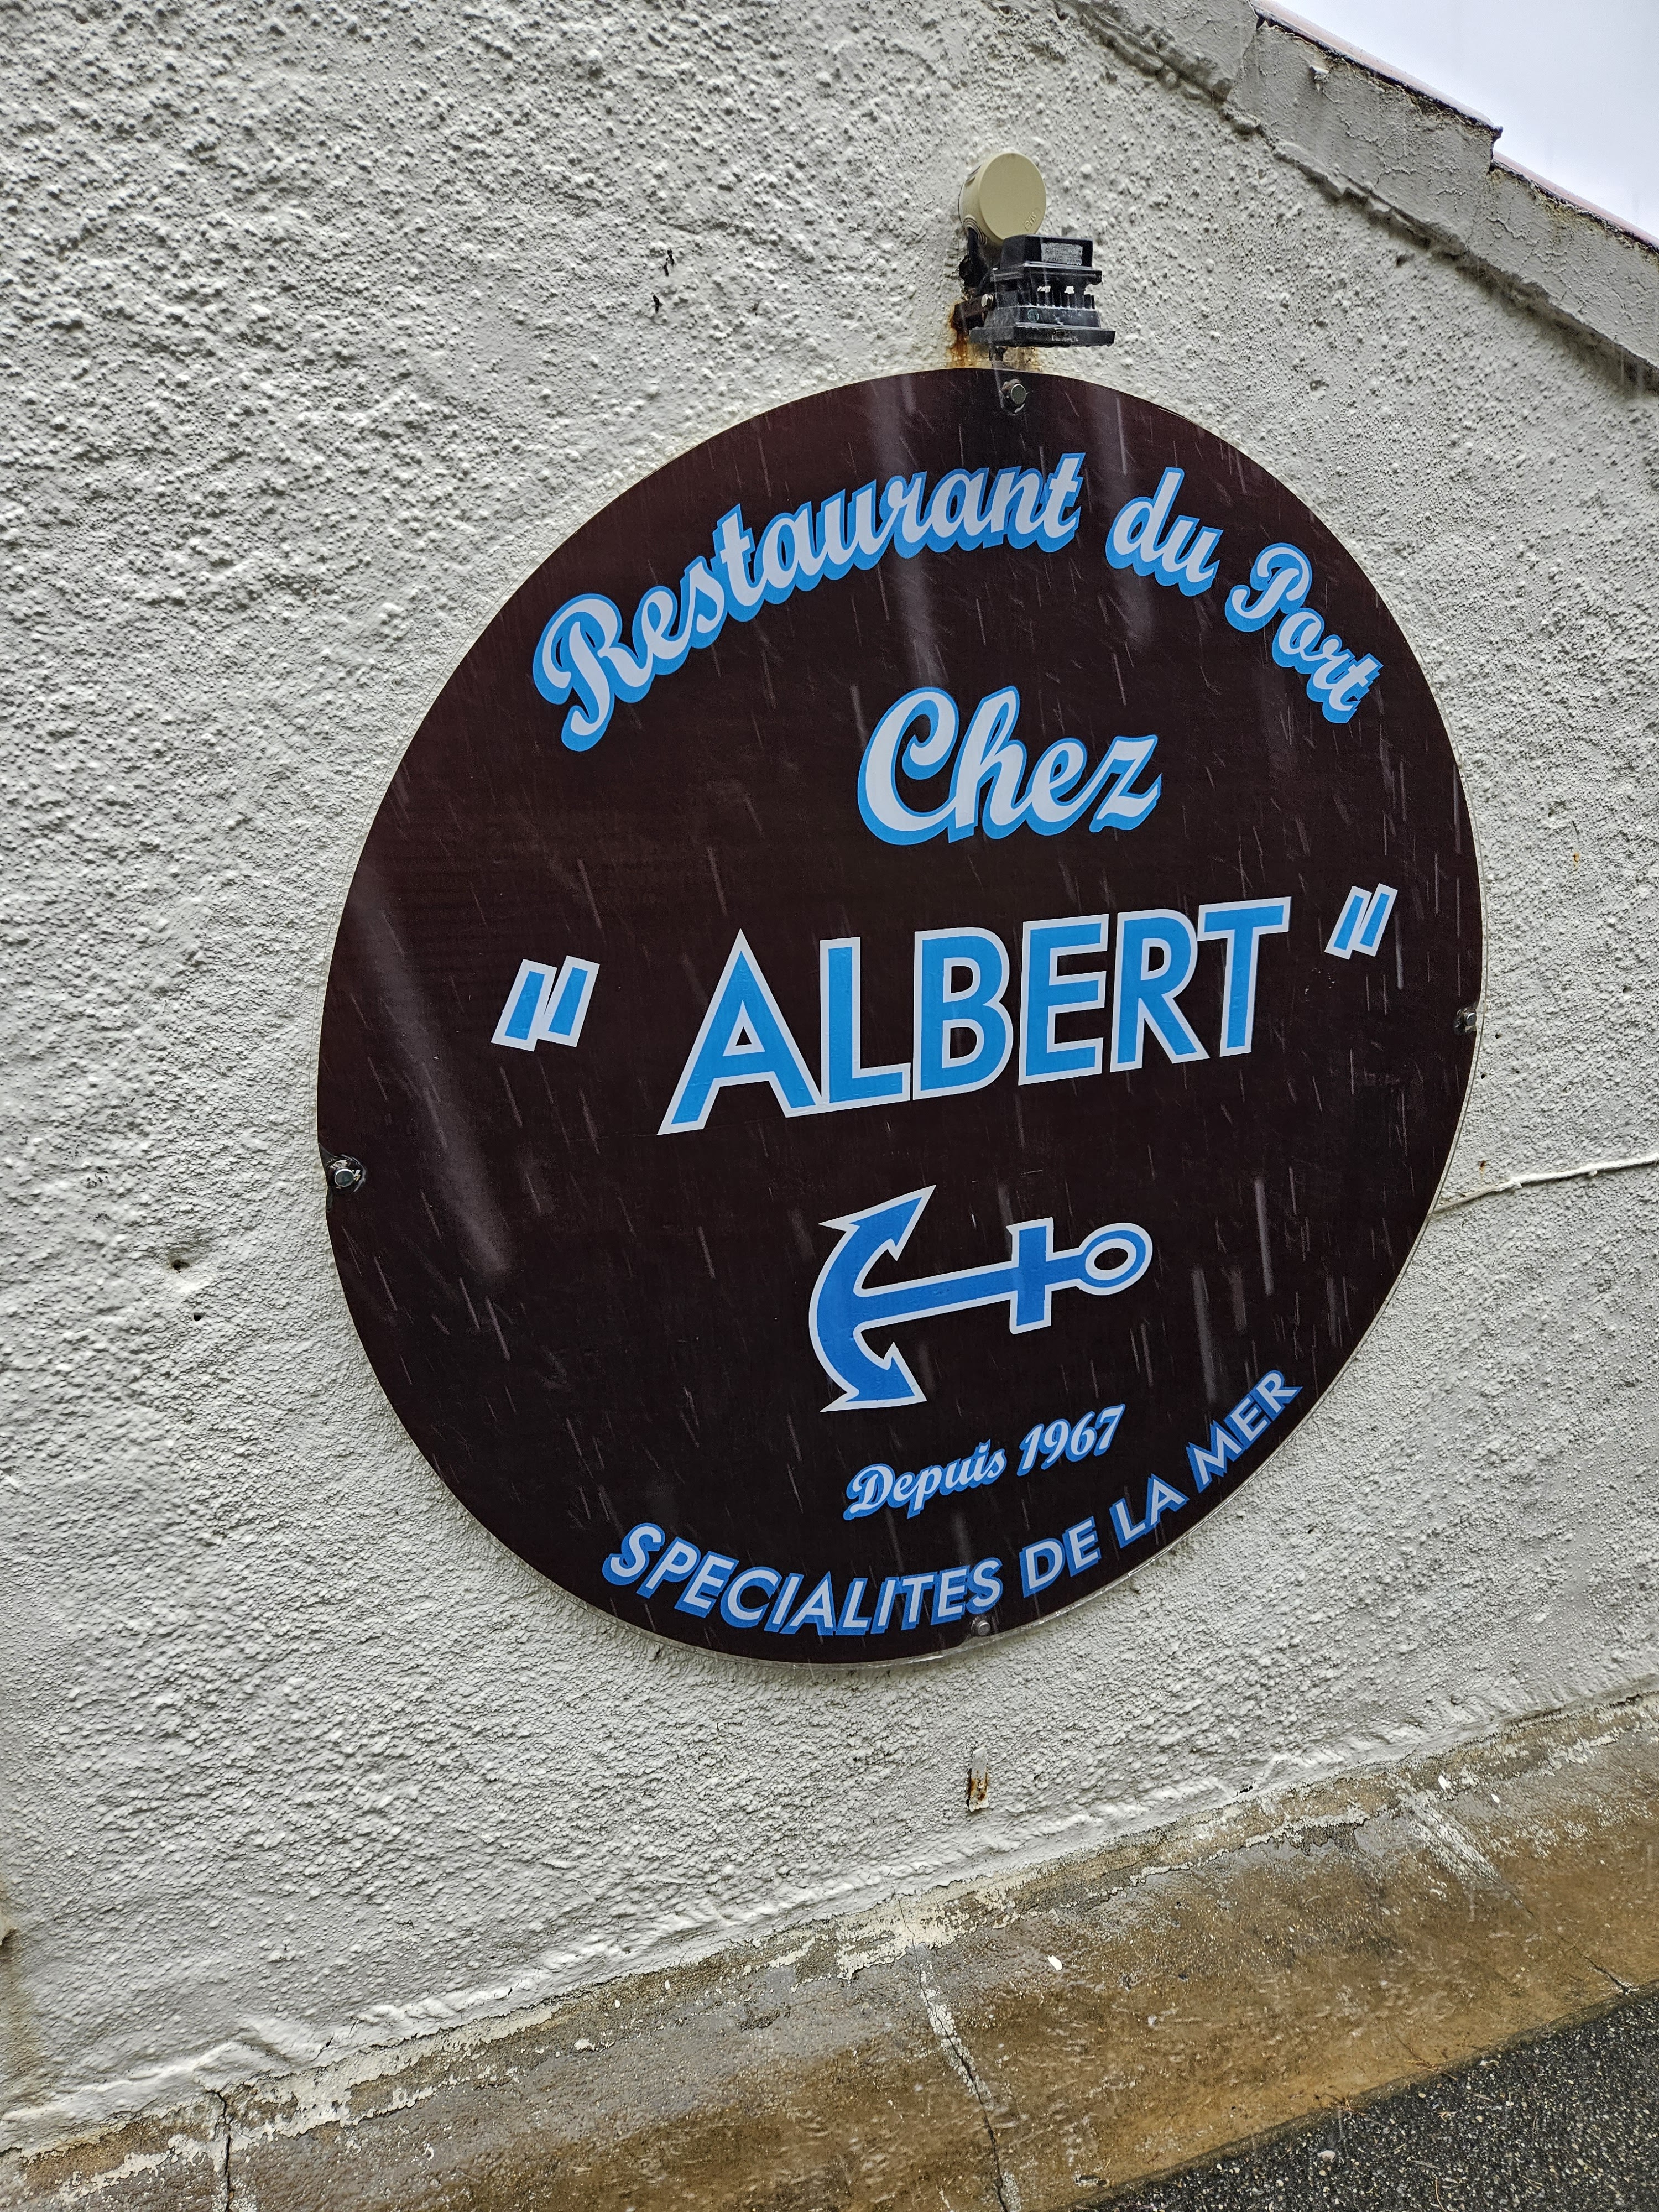 Restaurant du Port
Chez
" ALBERT "
Depuis 1967
SPECIALITES DE LA MER